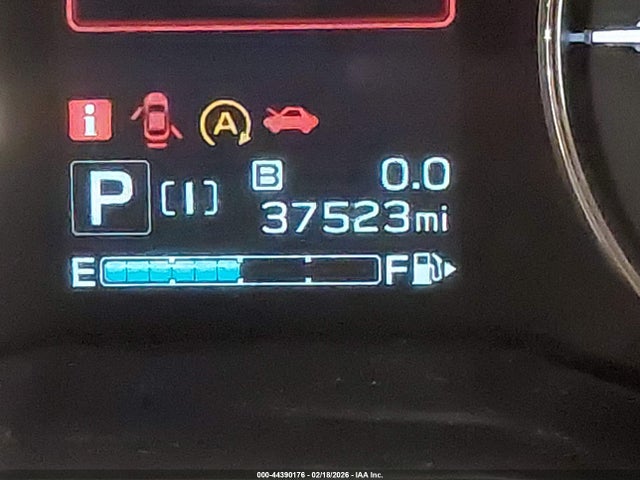 i
A
P [I] B 0.0
37523mi
E F
000-44390176 - 02/18/2026 - IAA Inc.